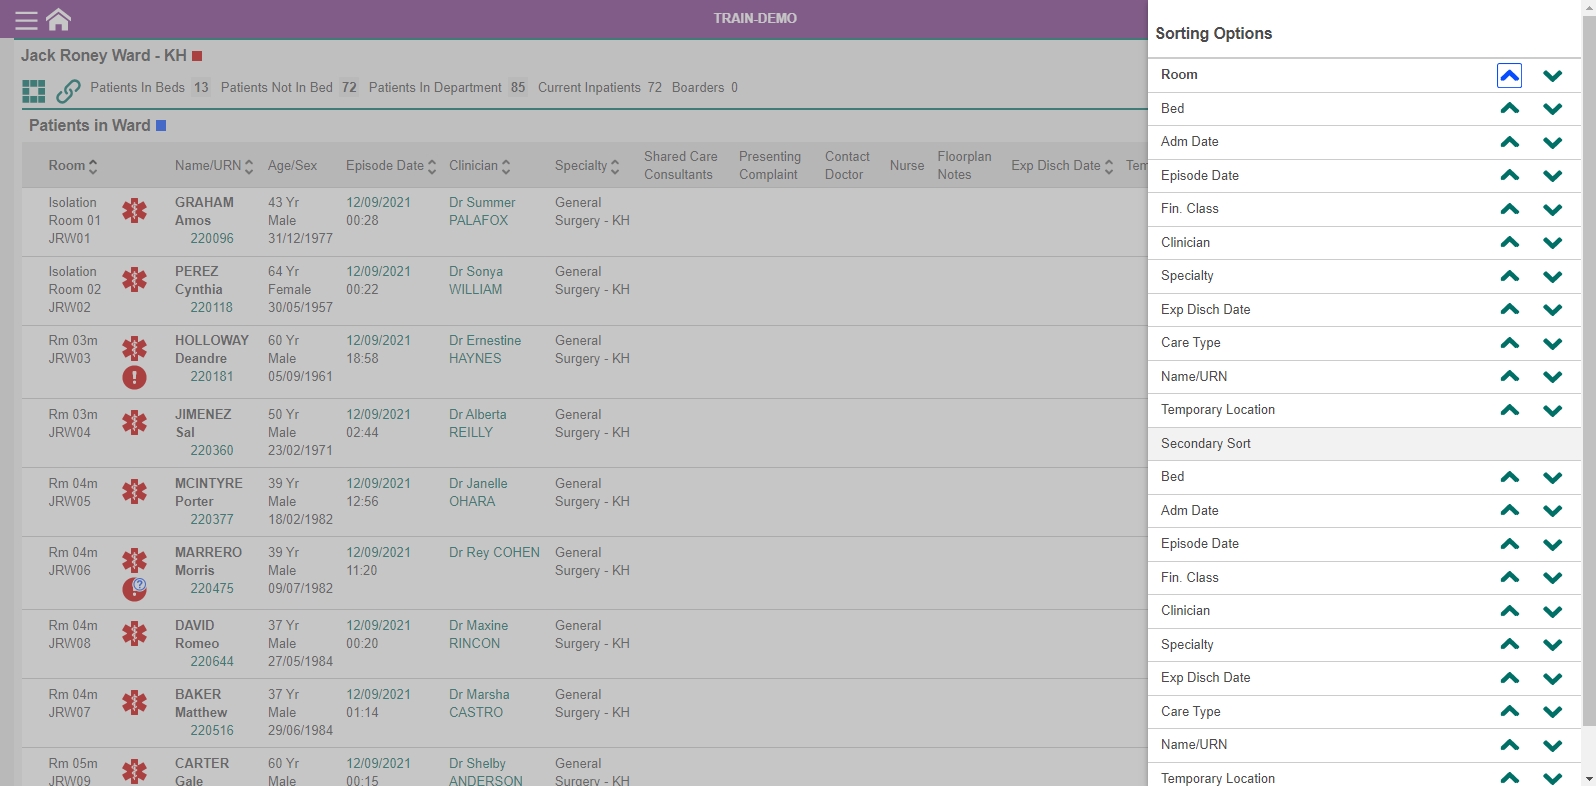 TRAIN-DEMO
Jack Roney Ward - KH
Patients In Beds 13 Patients Not In Bed 72 Patients In Department 85 Current Inpatients 72 Boarders 0
Patients in Ward
Room Name/URN Age/Sex Episode Date Clinician Specialty Shared Care Consultants Presenting Complaint Contact Doctor Nurse Floorplan Notes Exp Disch Date Tem
Isolation GRAHAM 43 Yr 12/09/2021 Dr Summer General
Room 01 Amos Male 00:28 PALAFOX Surgery - KH
JRW01 220096 31/12/1977
Isolation PEREZ 64 Yr 12/09/2021 Dr Sonya General
Room 02 Cynthia Female 00:22 WILLIAM Surgery - KH
JRW02 220118 30/05/1957
Rm 03m HOLLOWAY 60 Yr 12/09/2021 Dr Ernestine General
JRW03 Deandre Male 18:58 HAYNES Surgery - KH
220181 05/09/1961
Rm 03m JIMENEZ 50 Yr 12/09/2021 Dr Alberta General
JRW04 Sal Male 02:44 REILLY Surgery - KH
220360 23/02/1971
Rm 04m MCINTYRE 39 Yr 12/09/2021 Dr Janelle General
JRW05 Porter Male 12:56 OHARA Surgery - KH
220377 18/02/1982
Rm 04m MARRERO 39 Yr 12/09/2021 Dr Rey COHEN General
JRW06 Morris Male 11:20 Surgery - KH
220475 09/07/1982
Rm 04m DAVID 37 Yr 12/09/2021 Dr Maxine General
JRW08 Romeo Male 00:20 RINCON Surgery - KH
220644 27/05/1984
Rm 04m BAKER 37 Yr 12/09/2021 Dr Marsha General
JRW07 Matthew Male 01:14 CASTRO Surgery - KH
220516 29/06/1984
Rm 05m CARTER 60 Yr 12/09/2021 Dr Shelby General
JRW09 Gale Male 00:15 ANDERSON Surgery - KH
Sorting Options
Room
Bed
Adm Date
Episode Date
Fin. Class
Clinician
Specialty
Exp Disch Date
Care Type
Name/URN
Temporary Location
Secondary Sort
Bed
Adm Date
Episode Date
Fin. Class
Clinician
Specialty
Exp Disch Date
Care Type
Name/URN
Temporary Location